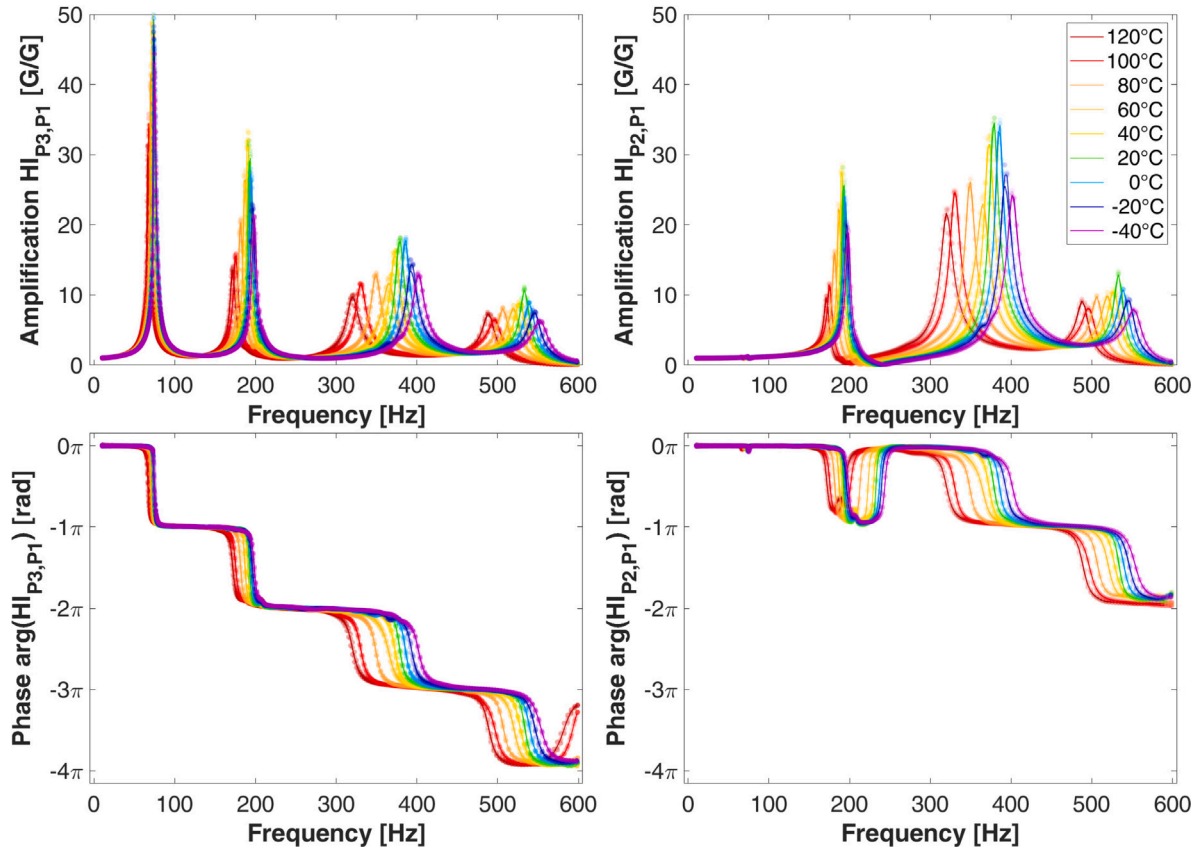 50
40
30
20
10
0
Amplification HI_P3,P1 [G/G]
0 100 200 300 400 500 600
Frequency [Hz]
50
40
30
20
10
0
Amplification HI_P2,P1 [G/G]
0 100 200 300 400 500 600
Frequency [Hz]
120°C
100°C
80°C
60°C
40°C
20°C
0°C
-20°C
-40°C
0π
-1π
-2π
-3π
-4π
Phase arg(HI_P3,P1) [rad]
0 100 200 300 400 500 600
Frequency [Hz]
0π
-1π
-2π
-3π
-4π
Phase arg(HI_P2,P1) [rad]
0 100 200 300 400 500 600
Frequency [Hz]